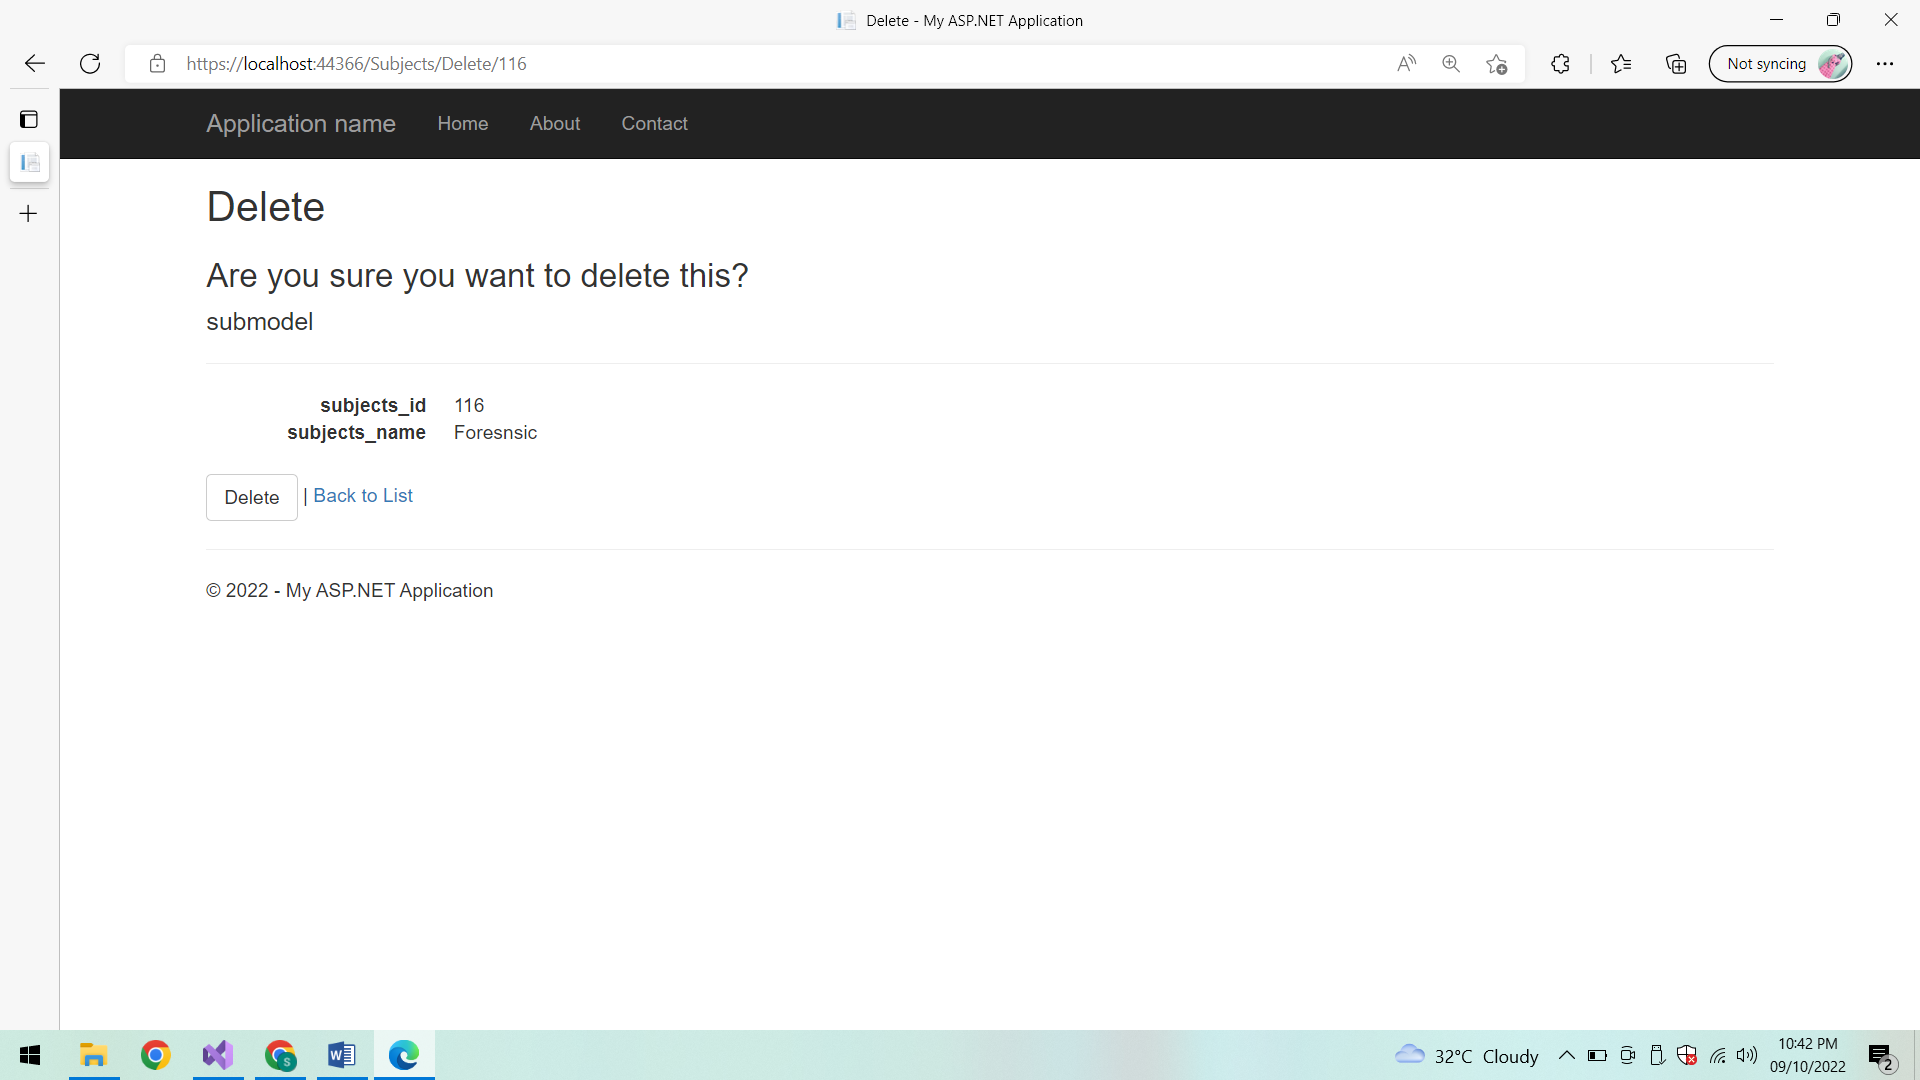 Delete - My ASP.NET Application
https://localhost:44366/Subjects/Delete/116
Not syncing
Application name Home About Contact
Delete
Are you sure you want to delete this?
submodel
subjects_id 116
subjects_name Foresnsic
Delete | Back to List
© 2022 - My ASP.NET Application
32°C Cloudy
10:42 PM
09/10/2022
2